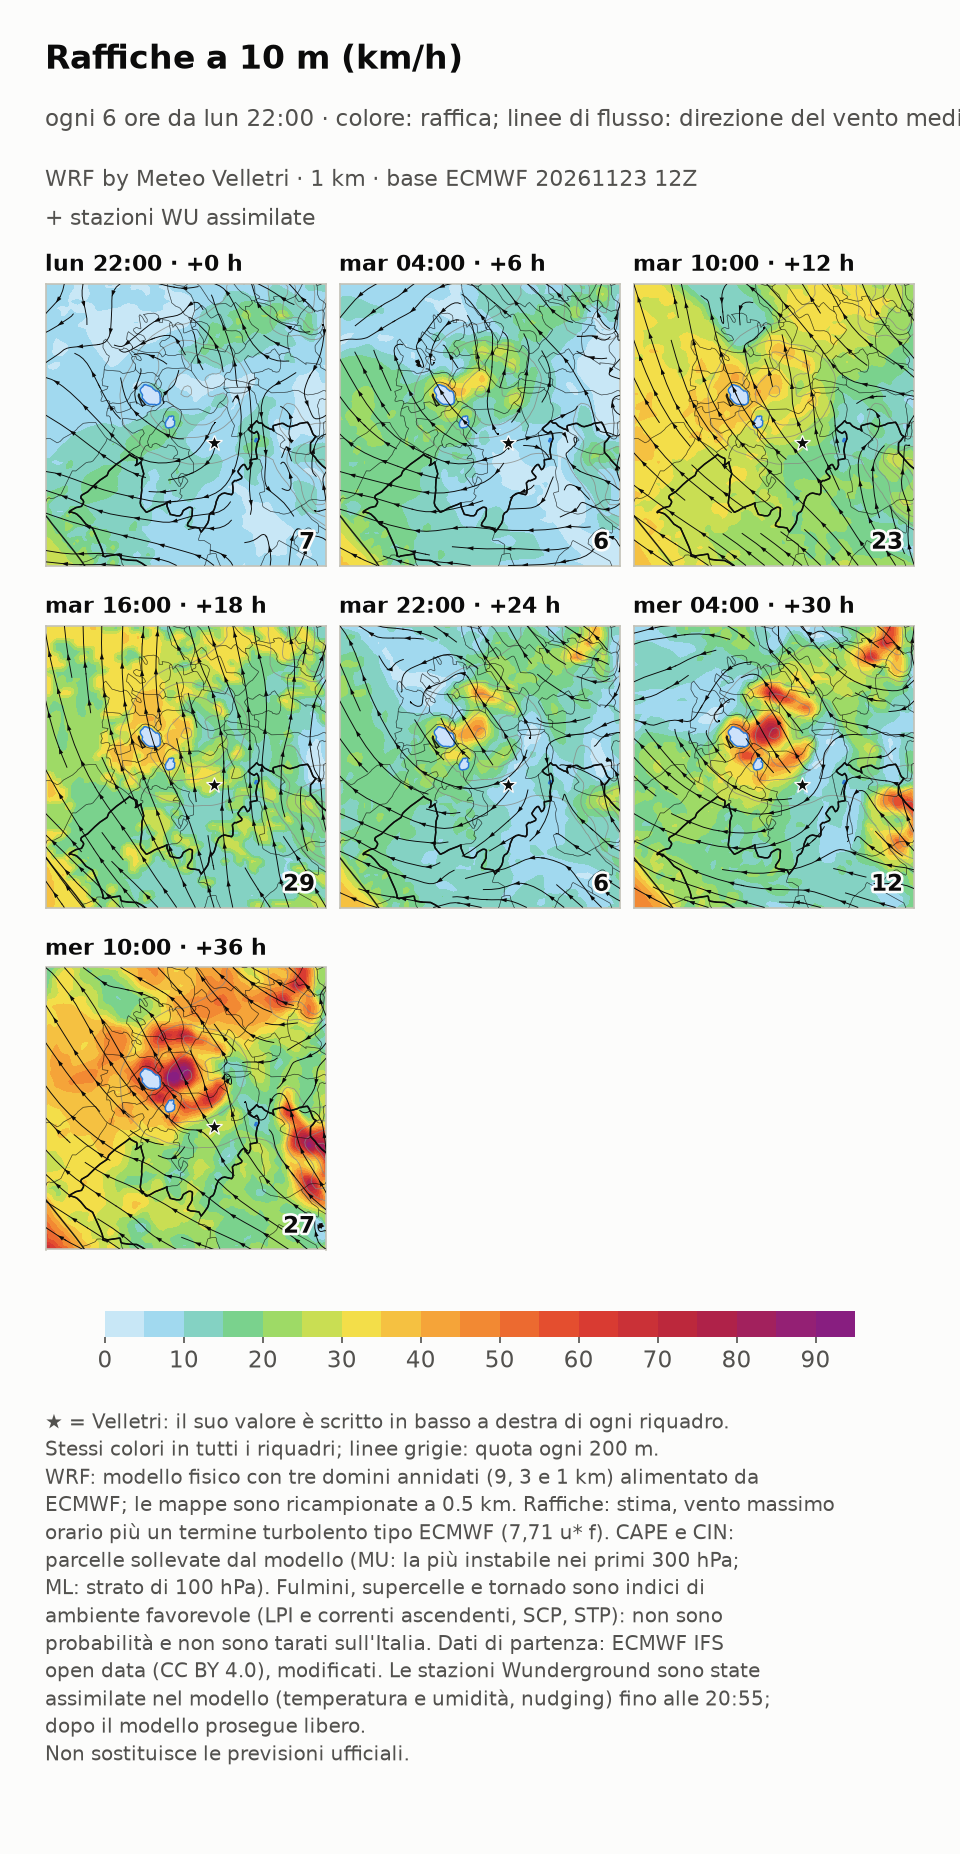 Raffiche a 10 m (km/h)
ogni 6 ore da lun 22:00 · colore: raffica; linee di flusso: direzione del vento medi
WRF by Meteo Velletri · 1 km · base ECMWF 20261123 12Z
+ stazioni WU assimilate
lun 22:00 · +0 h
mar 04:00 · +6 h
mar 10:00 · +12 h
7
6
23
mar 16:00 · +18 h
mar 22:00 · +24 h
mer 04:00 · +30 h
29
6
12
mer 10:00 · +36 h
27
0 10 20 30 40 50 60 70 80 90
★ = Velletri: il suo valore è scritto in basso a destra di ogni riquadro.
Stessi colori in tutti i riquadri; linee grigie: quota ogni 200 m.
WRF: modello fisico con tre domini annidati (9, 3 e 1 km) alimentato da
ECMWF; le mappe sono ricampionate a 0.5 km. Raffiche: stima, vento massimo
orario più un termine turbolento tipo ECMWF (7,71 u* f). CAPE e CIN:
parcelle sollevate dal modello (MU: la più instabile nei primi 300 hPa;
ML: strato di 100 hPa). Fulmini, supercelle e tornado sono indici di
ambiente favorevole (LPI e correnti ascendenti, SCP, STP): non sono
probabilità e non sono tarati sull'Italia. Dati di partenza: ECMWF IFS
open data (CC BY 4.0), modificati. Le stazioni Wunderground sono state
assimilate nel modello (temperatura e umidità, nudging) fino alle 20:55;
dopo il modello prosegue libero.
Non sostituisce le previsioni ufficiali.